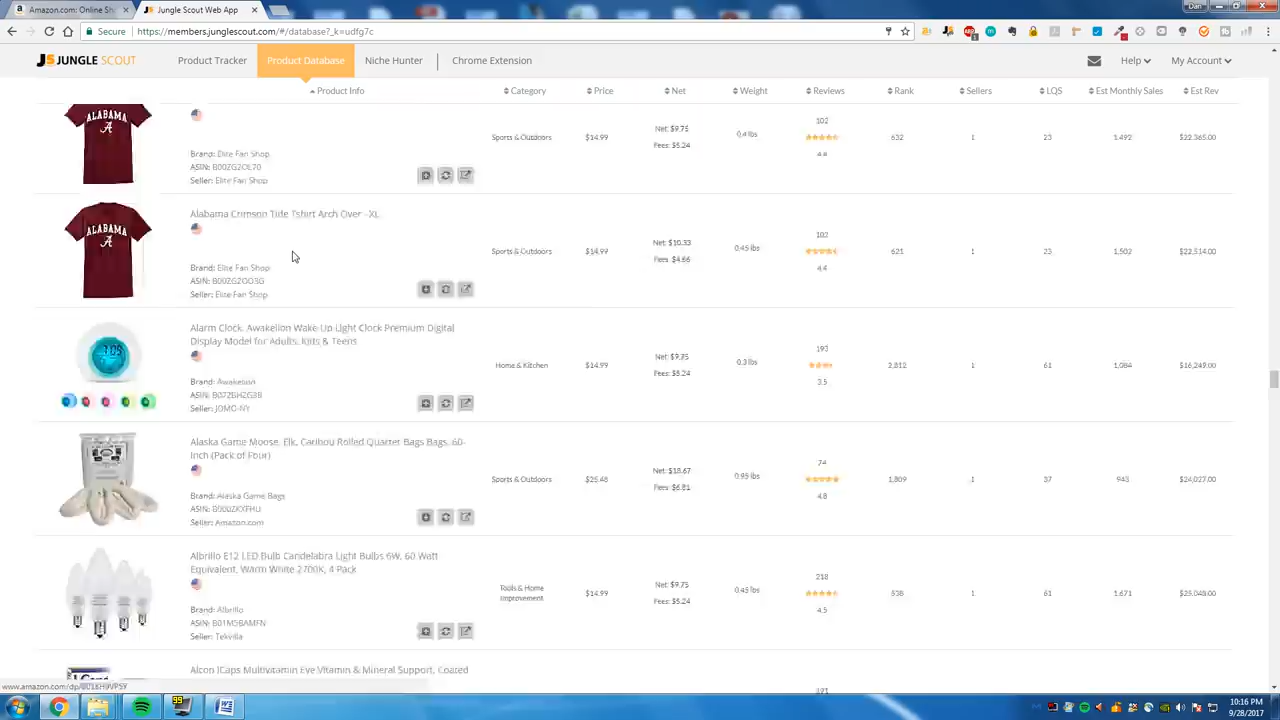 Amazon.com: Online Sh
Jungle Scout Web App
Dan
Secure
https://members.junglescout.com/#/database?_k=udfg7c
JS JUNGLE SCOUT
Product Tracker
Product Database
Niche Hunter
Chrome Extension
Help
My Account
Product Info
Category
Price
Net
Weight
Reviews
Rank
Sellers
LQS
Est Monthly Sales
Est Rev
ALABAMA
A
Brand: Elite Fan Shop
Seller: Elite Fan Shop
Sports & Outdoors
$14.99
Net: $9.75
Fees: $5.24
0.4 lbs
102
632
1
23
1,492
$22,365.00
Alabama Crimson Tide Tshirt Arch Over -XL
ALABAMA
A
Brand: Elite Fan Shop
Seller: Elite Fan Shop
Sports & Outdoors
$14.99
Net: $10.33
Fees: $4.66
0.45 lbs
102
4.4
621
1
23
1,502
$22,514.00
Alarm Clock, Awakelion Wake Up Light Clock Premium Digital
Display Model for Adults, Kits & Teens
Brand: Awakelion
Seller: JOMO-NY
Home & Kitchen
$14.99
Net: $9.75
Fees: $5.24
0.3 lbs
193
3.5
1
61
1,084
$16,249.00
Alaska Game Moose, Elk, Caribou Rolled Quarter Bags Bags, 60-
Inch (Pack of Four)
Brand: Alaska Game Bags
Seller: Amazon.com
Sports & Outdoors
$25.48
Net: $18.67
Fees: $6.81
0.95 lbs
74
4.8
1,809
1
37
943
$24,027.00
Albrillo E12 LED Bulb Candelabra Light Bulbs 6W, 60 Watt
Equivalent, Warm White 2700K, 4 Pack
Brand: Albrillo
ASIN: B01M5BAMFN
Seller: Tekvilla
Tools & Home
Improvement
$14.99
Net: $9.75
Fees: $5.24
0.45 lbs
218
4.5
538
1
61
1,671
$25,048.00
Alcon ICaps Multivitamin Eye Vitamin & Mineral Support, Coated
10:16 PM
9/28/2017